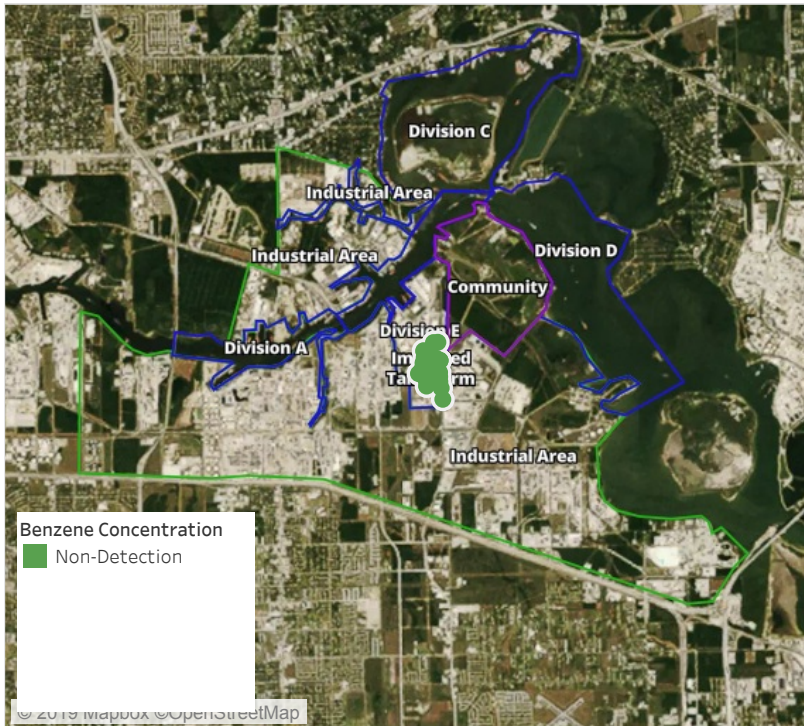 Division C
Industrial Area
Industrial Area
Division D
Community
Division E
Division A
Industrial Area
Benzene Concentration
Non-Detection
© 2019 Mapbox ©OpenStreetMap